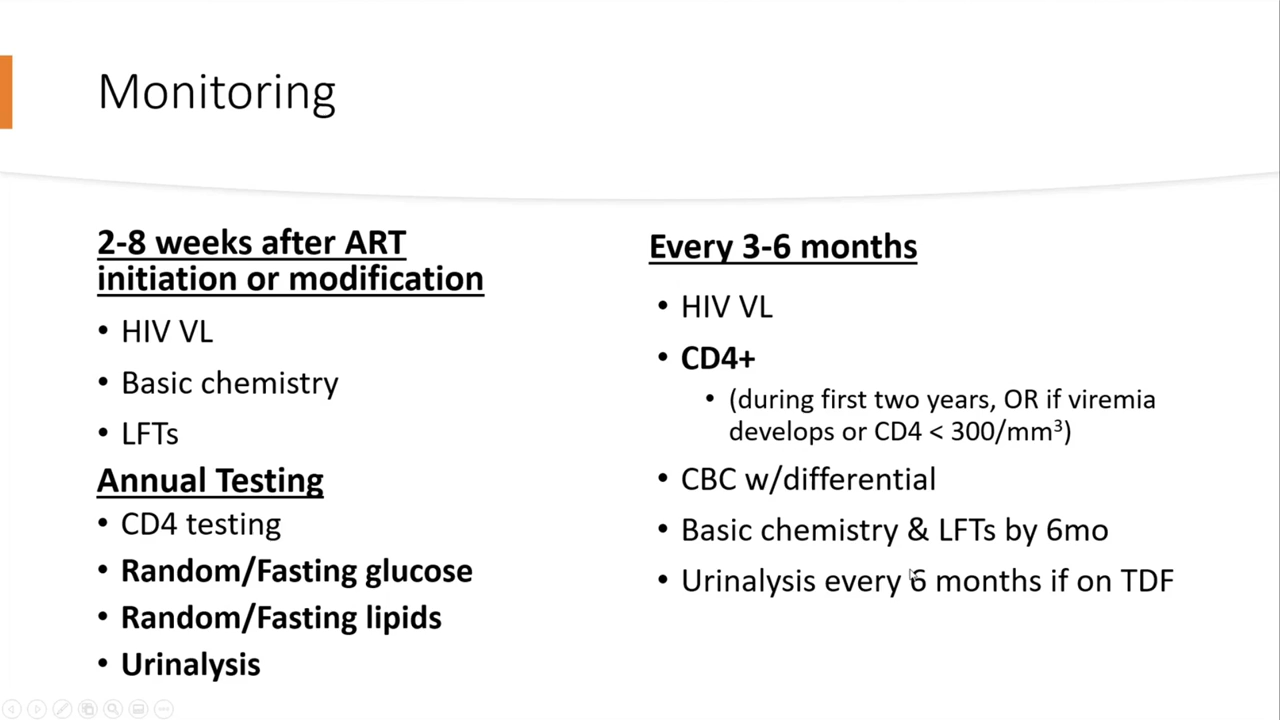 Monitoring
2-8 weeks after ART
initiation or modification
• HIV VL
• Basic chemistry
• LFTs
Annual Testing
• CD4 testing
• Random/Fasting glucose
• Random/Fasting lipids
• Urinalysis
Every 3-6 months
• HIV VL
• CD4+
• (during first two years, OR if viremia
develops or CD4 < 300/mm³)
• CBC w/differential
• Basic chemistry & LFTs by 6mo
• Urinalysis every 6 months if on TDF